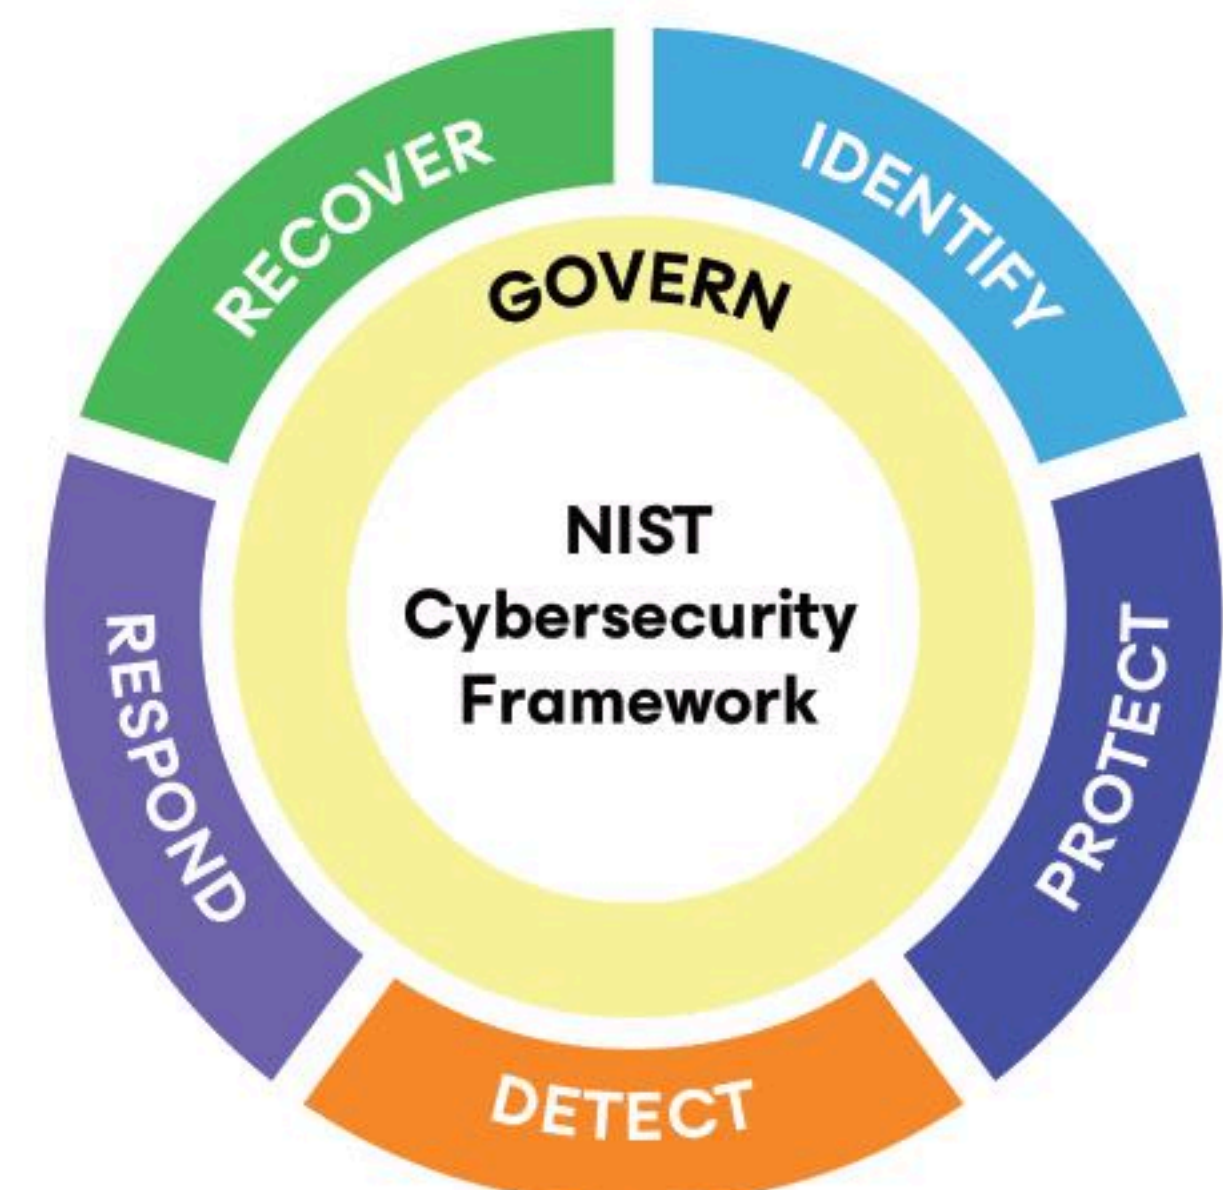 RECOVER
IDENTIFY
GOVERN
NIST
Cybersecurity
Framework
RESPOND
PROTECT
DETECT